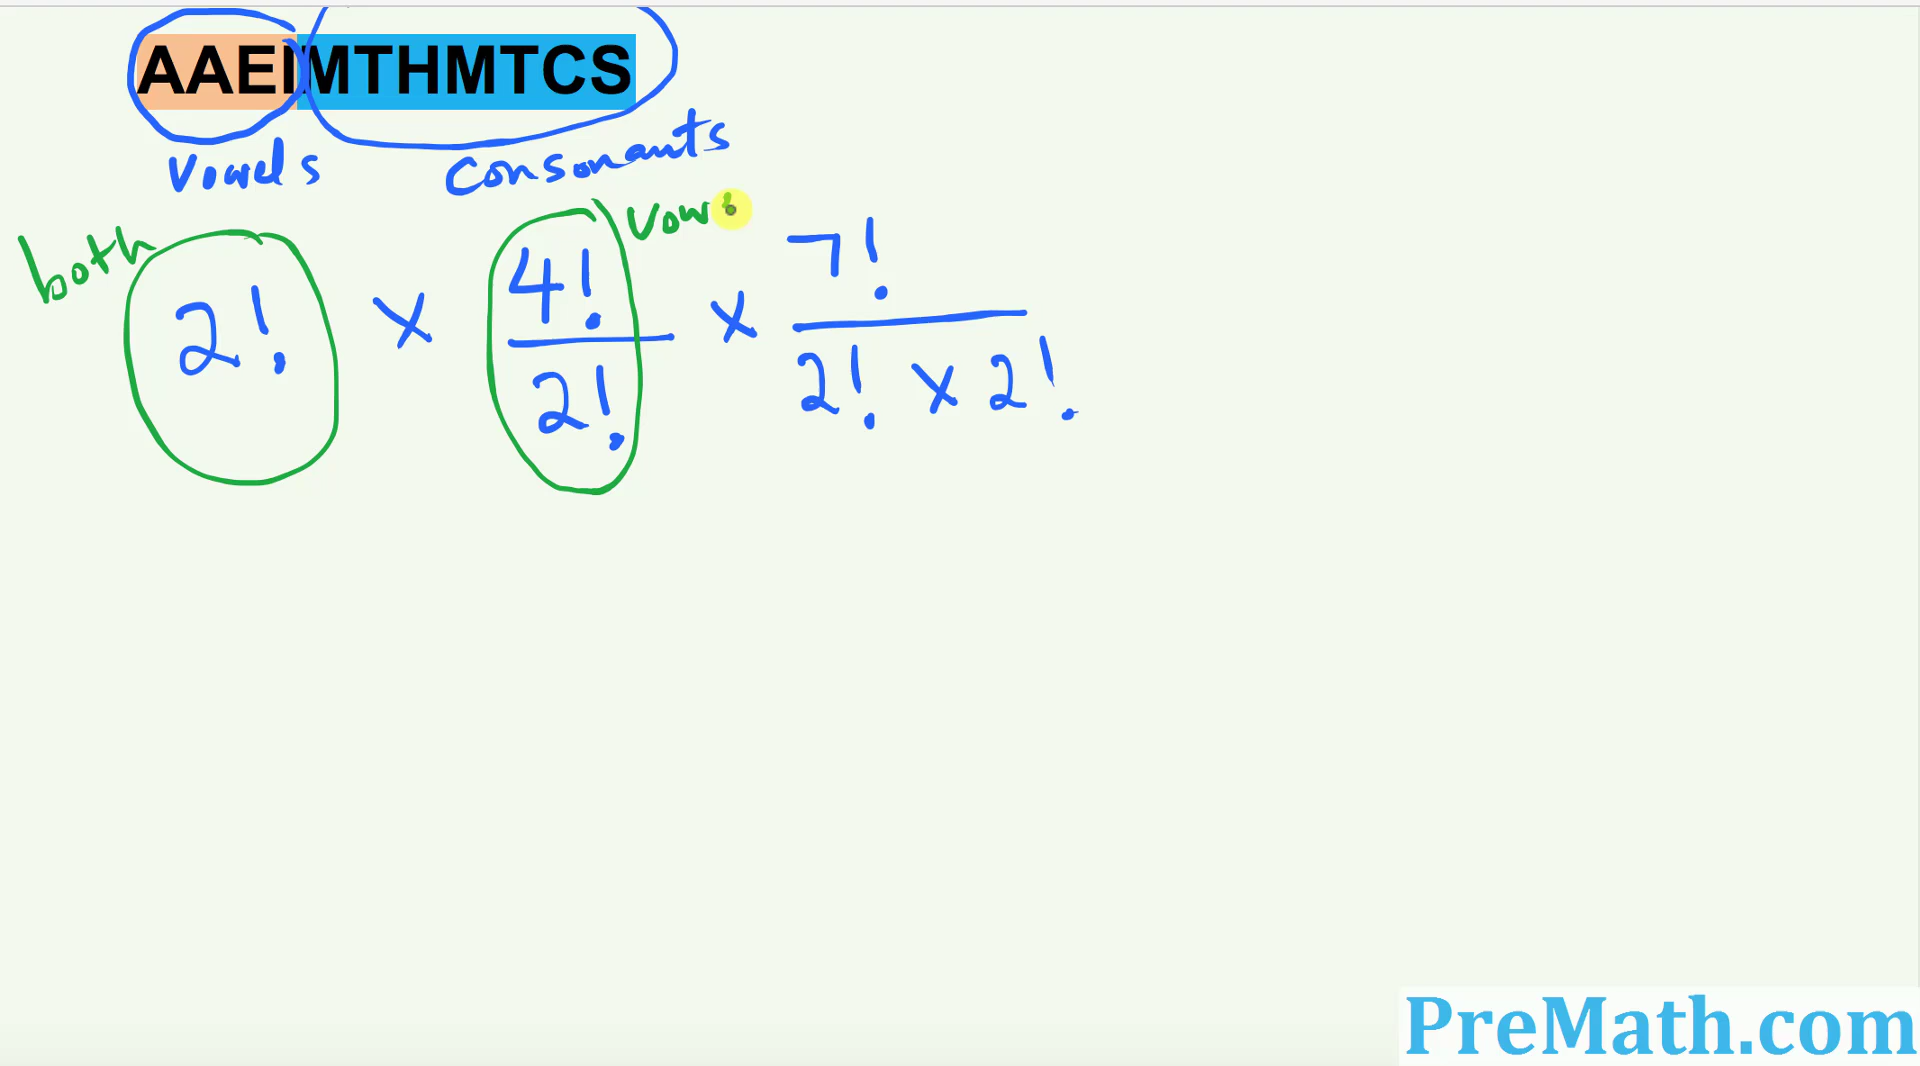 AAEIMTHMTCS
Vowels consonants
both vow
2! x 4!/2! x 7!/2! x 2!
PreMath.com